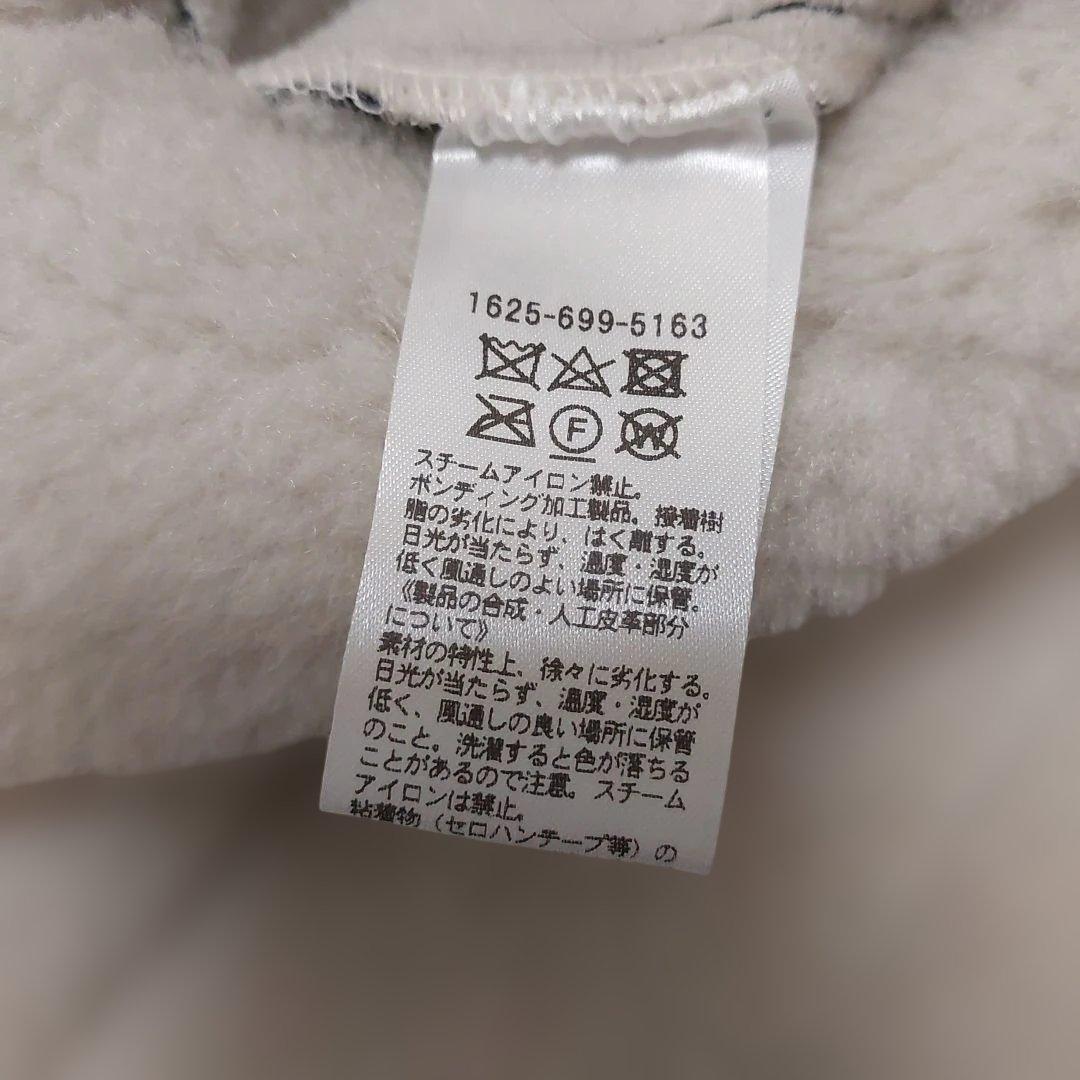 1625-699-5163
F
W
スチームアイロン禁止。
ボンディング加工製品。接着樹
脂の劣化により、はく離する。
日光が当たらず、温度・湿度が
低く風通しのよい場所に保管。
《製品の合成・人工皮革部分
について》
素材の特性上、徐々に劣化する。
日光が当たらず、温度・湿度が
低く、風通しの良い場所に保管
のこと。洗濯すると色が落ちる
ことがあるので注意。スチーム
アイロンは禁止。
粘着物（セロハンテープ等）の